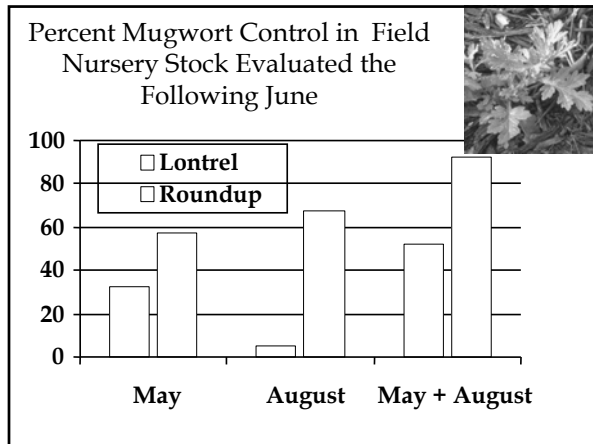 Percent Mugwort Control in Field
Nursery Stock Evaluated the
Following June
100
80
60
40
20
0
Lontrel
Roundup
May
August
May + August